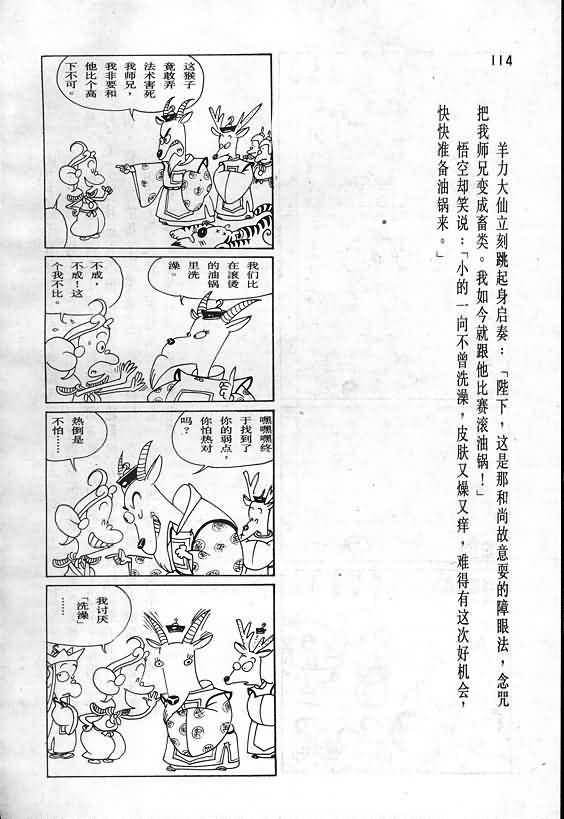 114
羊力大仙立刻跳起身启奏：「陛下，这是那和尚故意耍的障眼法，念咒
把我师兄变成畜类。我如今就跟他比赛滚油锅！」
悟空却笑说：「小的一向不曾洗澡，皮肤又燥又痒，难得有这次好机会，
快快准备油锅来。」
这猴子
竟敢弄
法术害死
我师兄，
我非要和
他比个高
下不可。
我们比
在滚烫
的油锅
里洗
澡。
不成，
不成！这
个我不比。
嘿嘿嘿终
于找到了
你的弱点，
你怕热对
吗？
热倒是
不怕……
我讨厌
「洗澡」
……